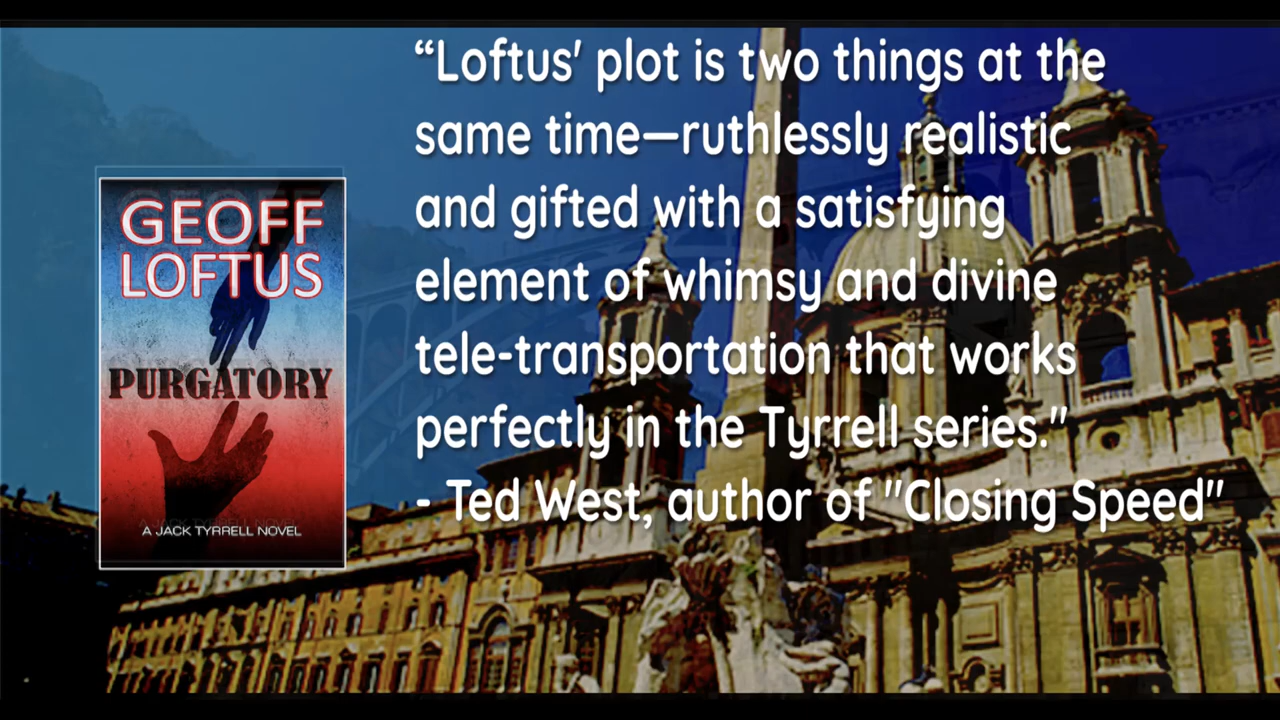 GEOFF
LOFTUS
PURGATORY
A JACK TYRRELL NOVEL
“Loftus' plot is two things at the
same time—ruthlessly realistic
and gifted with a satisfying
element of whimsy and divine
tele-transportation that works
perfectly in the Tyrrell series."
- Ted West, author of "Closing Speed"